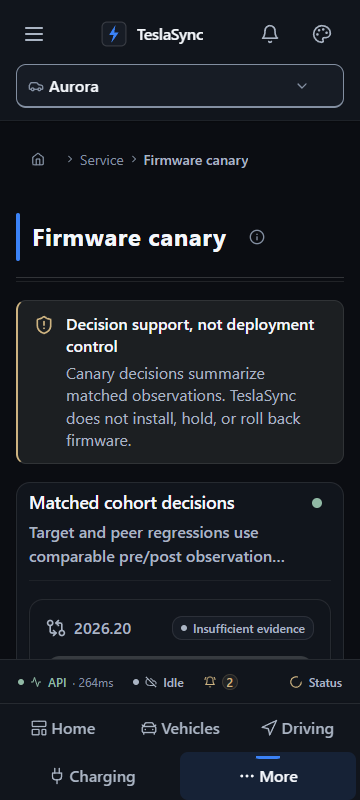 TeslaSync
Aurora
Service
Firmware canary
Firmware canary
Decision support, not deployment
control
Canary decisions summarize
matched observations. TeslaSync
does not install, hold, or roll back
firmware.
Matched cohort decisions
Target and peer regressions use
comparable pre/post observation...
2026.20
Insufficient evidence
API · 264ms
Idle
2
Status
Home
Vehicles
Driving
Charging
More